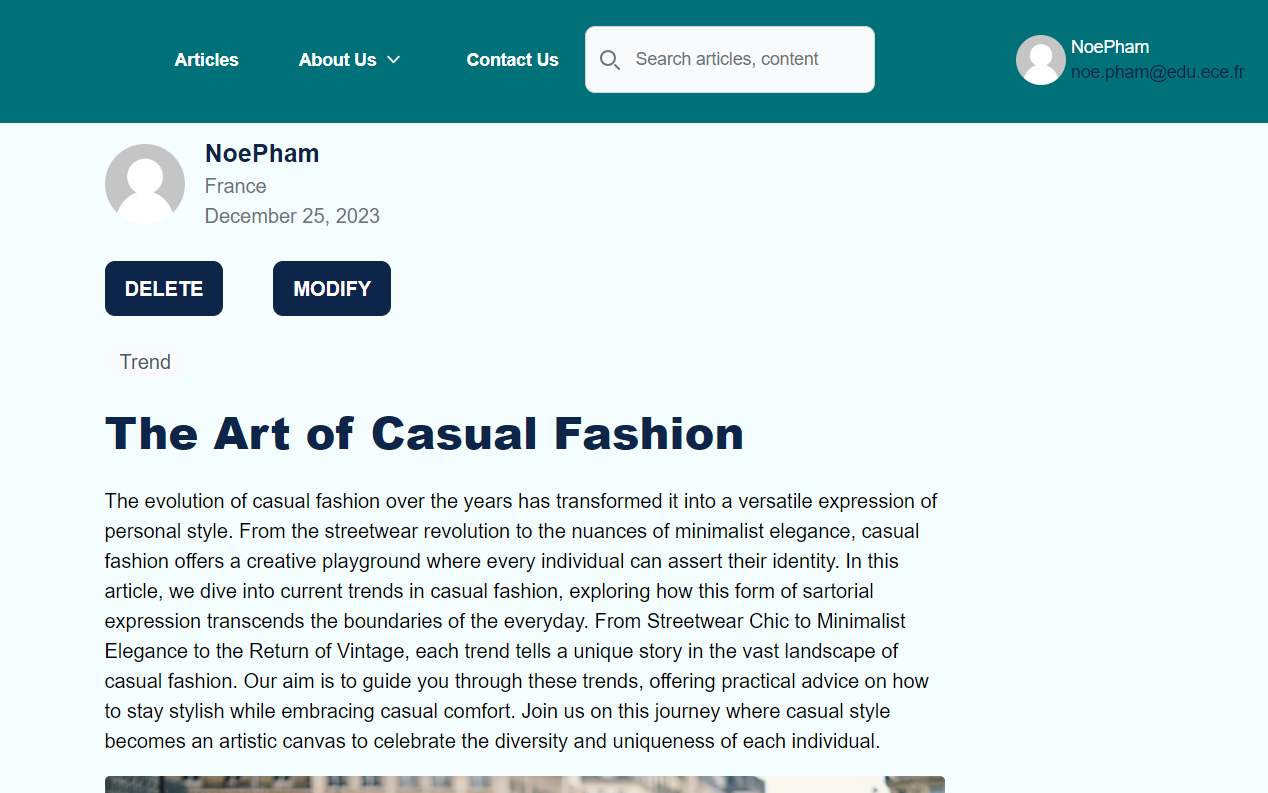 Articles
About Us
Contact Us
Search articles, content
NoePham
noe.pham@edu.ece.fr
NoePham
France
December 25, 2023
DELETE
MODIFY
Trend
The Art of Casual Fashion
The evolution of casual fashion over the years has transformed it into a versatile expression of
personal style. From the streetwear revolution to the nuances of minimalist elegance, casual
fashion offers a creative playground where every individual can assert their identity. In this
article, we dive into current trends in casual fashion, exploring how this form of sartorial
expression transcends the boundaries of the everyday. From Streetwear Chic to Minimalist
Elegance to the Return of Vintage, each trend tells a unique story in the vast landscape of
casual fashion. Our aim is to guide you through these trends, offering practical advice on how
to stay stylish while embracing casual comfort. Join us on this journey where casual style
becomes an artistic canvas to celebrate the diversity and uniqueness of each individual.